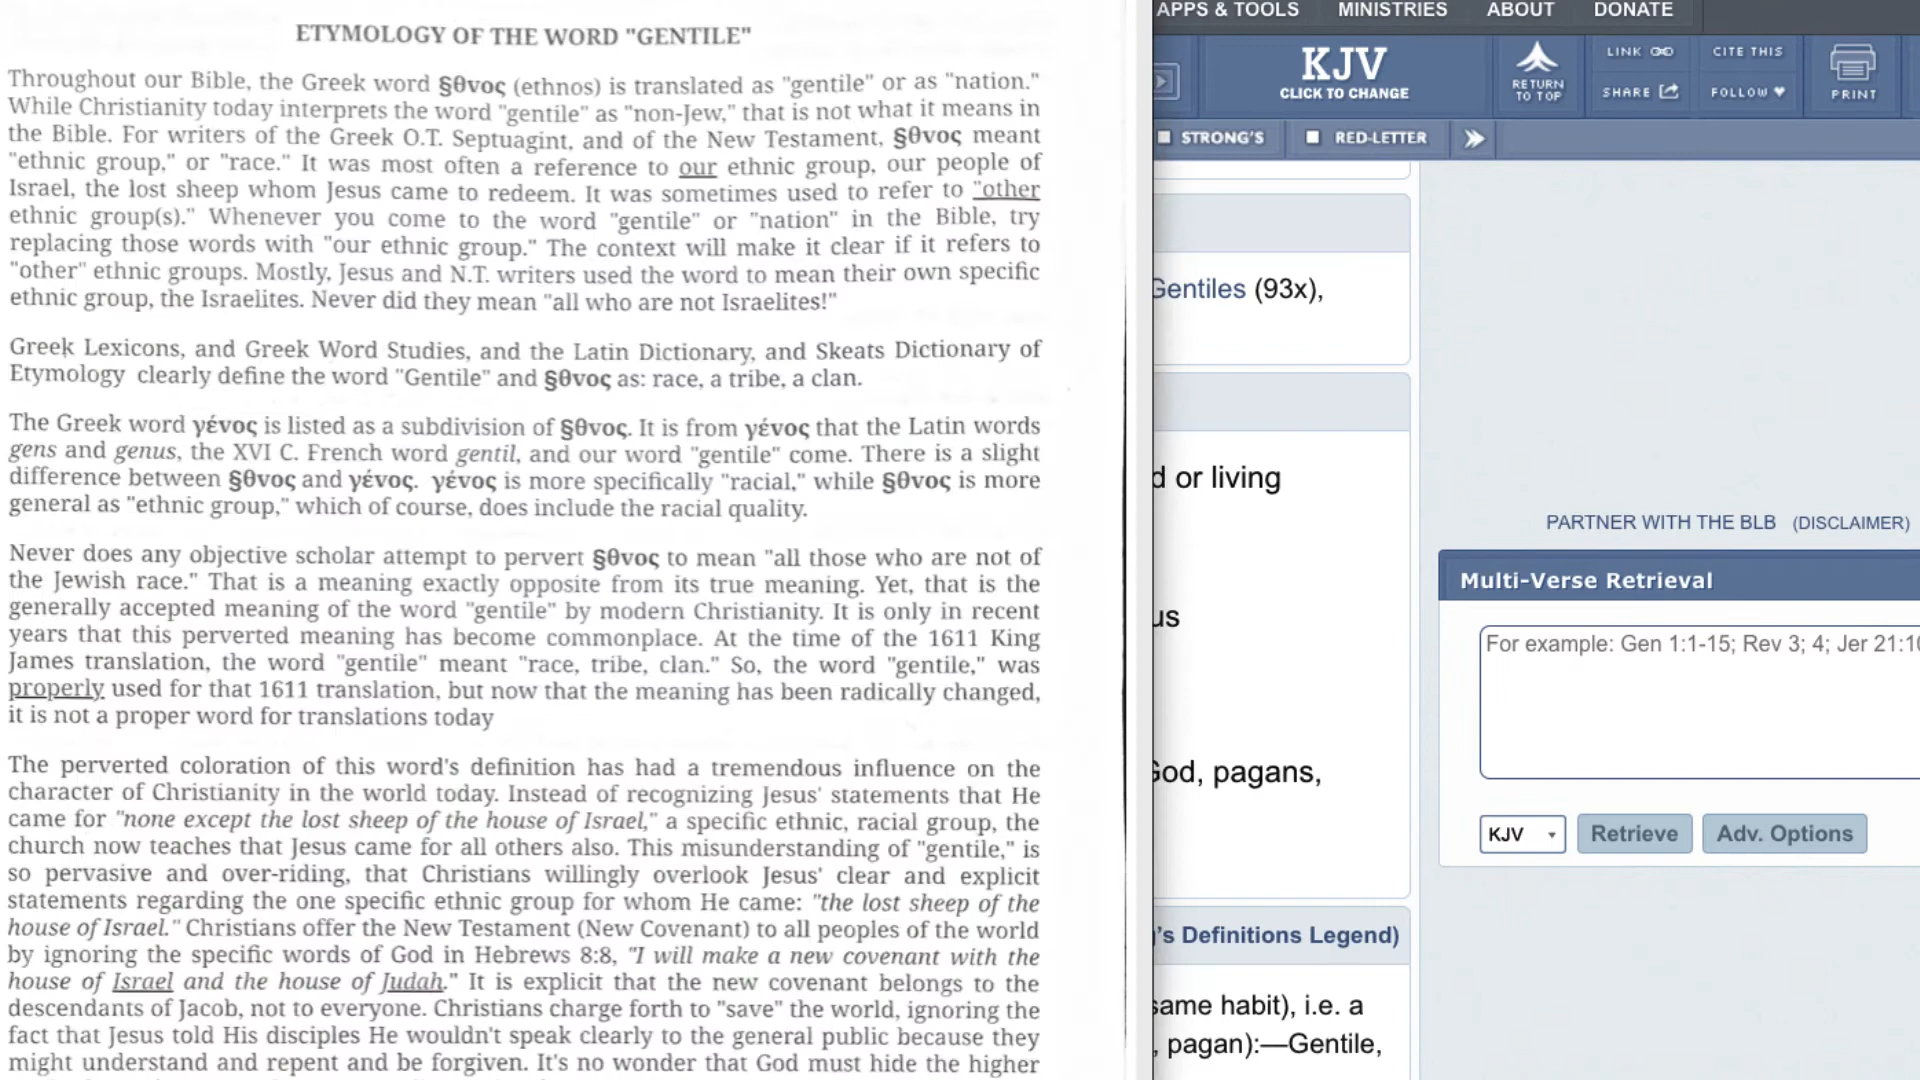 ETYMOLOGY OF THE WORD "GENTILE"
Throughout our Bible, the Greek word §θνος (ethnos) is translated as "gentile" or as "nation."
While Christianity today interprets the word "gentile" as "non-Jew," that is not what it means in
the Bible. For writers of the Greek O.T. Septuagint, and of the New Testament, §θνος meant
"ethnic group," or "race." It was most often a reference to our ethnic group, our people of
Israel, the lost sheep whom Jesus came to redeem. It was sometimes used to refer to "other
ethnic group(s)." Whenever you come to the word "gentile" or "nation" in the Bible, try
replacing those words with "our ethnic group." The context will make it clear if it refers to
"other" ethnic groups. Mostly, Jesus and N.T. writers used the word to mean their own specific
ethnic group, the Israelites. Never did they mean "all who are not Israelites!"
Greek Lexicons, and Greek Word Studies, and the Latin Dictionary, and Skeats Dictionary of
Etymology clearly define the word "Gentile" and §θνος as: race, a tribe, a clan.
The Greek word γένος is listed as a subdivision of §θνος. It is from γένος that the Latin words
gens and genus, the XVI C. French word gentil, and our word "gentile" come. There is a slight
difference between §θνος and γένος. γένος is more specifically "racial," while §θνος is more
general as "ethnic group," which of course, does include the racial quality.
Never does any objective scholar attempt to pervert §θνος to mean "all those who are not of
the Jewish race." That is a meaning exactly opposite from its true meaning. Yet, that is the
generally accepted meaning of the word "gentile" by modern Christianity. It is only in recent
years that this perverted meaning has become commonplace. At the time of the 1611 King
James translation, the word "gentile" meant "race, tribe, clan." So, the word "gentile," was
properly used for that 1611 translation, but now that the meaning has been radically changed,
it is not a proper word for translations today
The perverted coloration of this word's definition has had a tremendous influence on the
character of Christianity in the world today. Instead of recognizing Jesus' statements that He
came for "none except the lost sheep of the house of Israel," a specific ethnic, racial group, the
church now teaches that Jesus came for all others also. This misunderstanding of "gentile," is
so pervasive and over-riding, that Christians willingly overlook Jesus' clear and explicit
statements regarding the one specific ethnic group for whom He came: "the lost sheep of the
house of Israel." Christians offer the New Testament (New Covenant) to all peoples of the world
by ignoring the specific words of God in Hebrews 8:8, "I will make a new covenant with the
house of Israel and the house of Judah." It is explicit that the new covenant belongs to the
descendants of Jacob, not to everyone. Christians charge forth to "save" the world, ignoring the
fact that Jesus told His disciples He wouldn't speak clearly to the general public because they
might understand and repent and be forgiven. It's no wonder that God must hide the higher
APPS & TOOLS MINISTRIES ABOUT DONATE
KJV
CLICK TO CHANGE
RETURN
TO TOP
LINK
CITE THIS
SHARE
FOLLOW
PRINT
STRONG'S RED-LETTER
Gentiles (93x),
d or living
us
God, pagans,
's Definitions Legend)
same habit), i.e. a
, pagan):—Gentile,
PARTNER WITH THE BLB (DISCLAIMER)
Multi-Verse Retrieval
For example: Gen 1:1-15; Rev 3; 4; Jer 21:10
KJV Retrieve Adv. Options